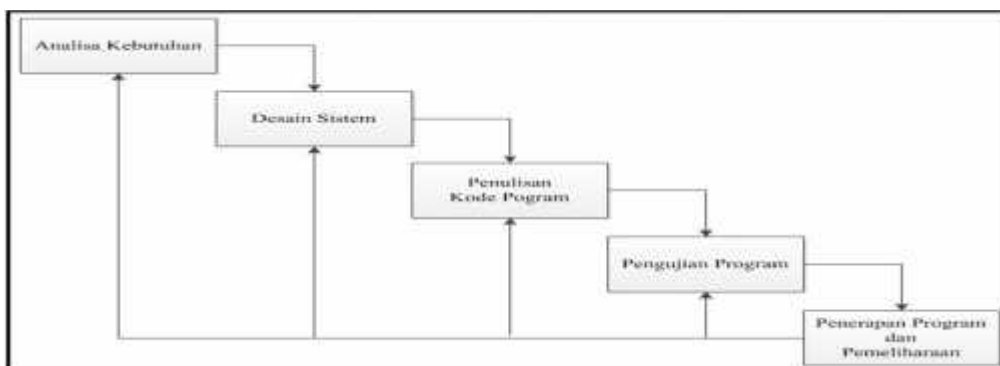 Analisa Kebutuhan
Desain Sistem
Penulisan
Kode Pogram
Pengujian Program
Penerapan Program
dan
Pemeliharaan